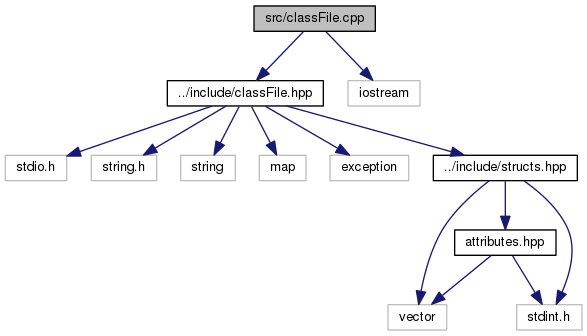 src/classFile.cpp
../include/classFile.hpp
iostream
stdio.h
string.h
string
map
exception
../include/structs.hpp
attributes.hpp
vector
stdint.h